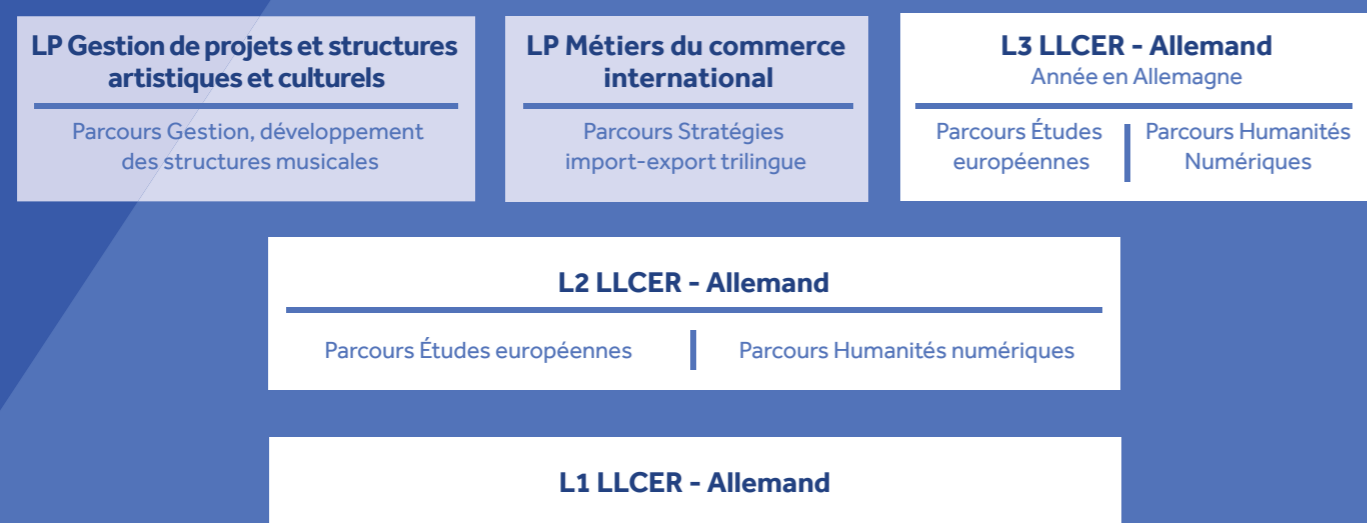 LP Gestion de projets et structures
artistiques et culturels
Parcours Gestion, développement
des structures musicales
LP Métiers du commerce
international
Parcours Stratégies
import-export trilingue
L3 LLCER - Allemand
Année en Allemagne
Parcours Études
européennes
Parcours Humanités
Numériques
L2 LLCER - Allemand
Parcours Études européennes
Parcours Humanités numériques
L1 LLCER - Allemand